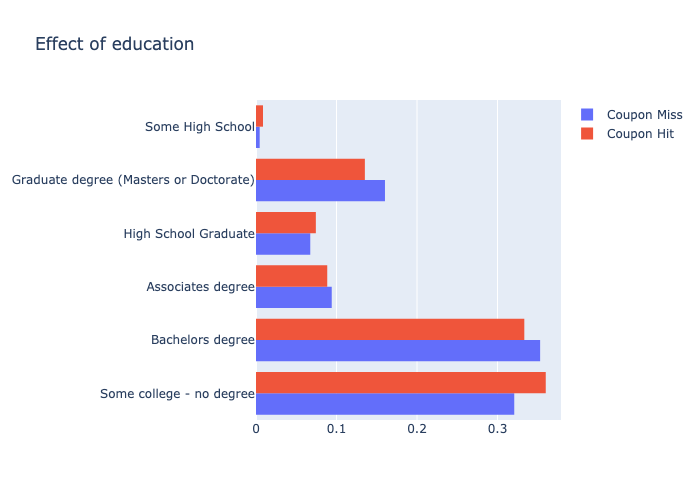 Effect of education
Coupon Miss
Coupon Hit
Some High School
Graduate degree (Masters or Doctorate)
High School Graduate
Associates degree
Bachelors degree
Some college - no degree
0 0.1 0.2 0.3